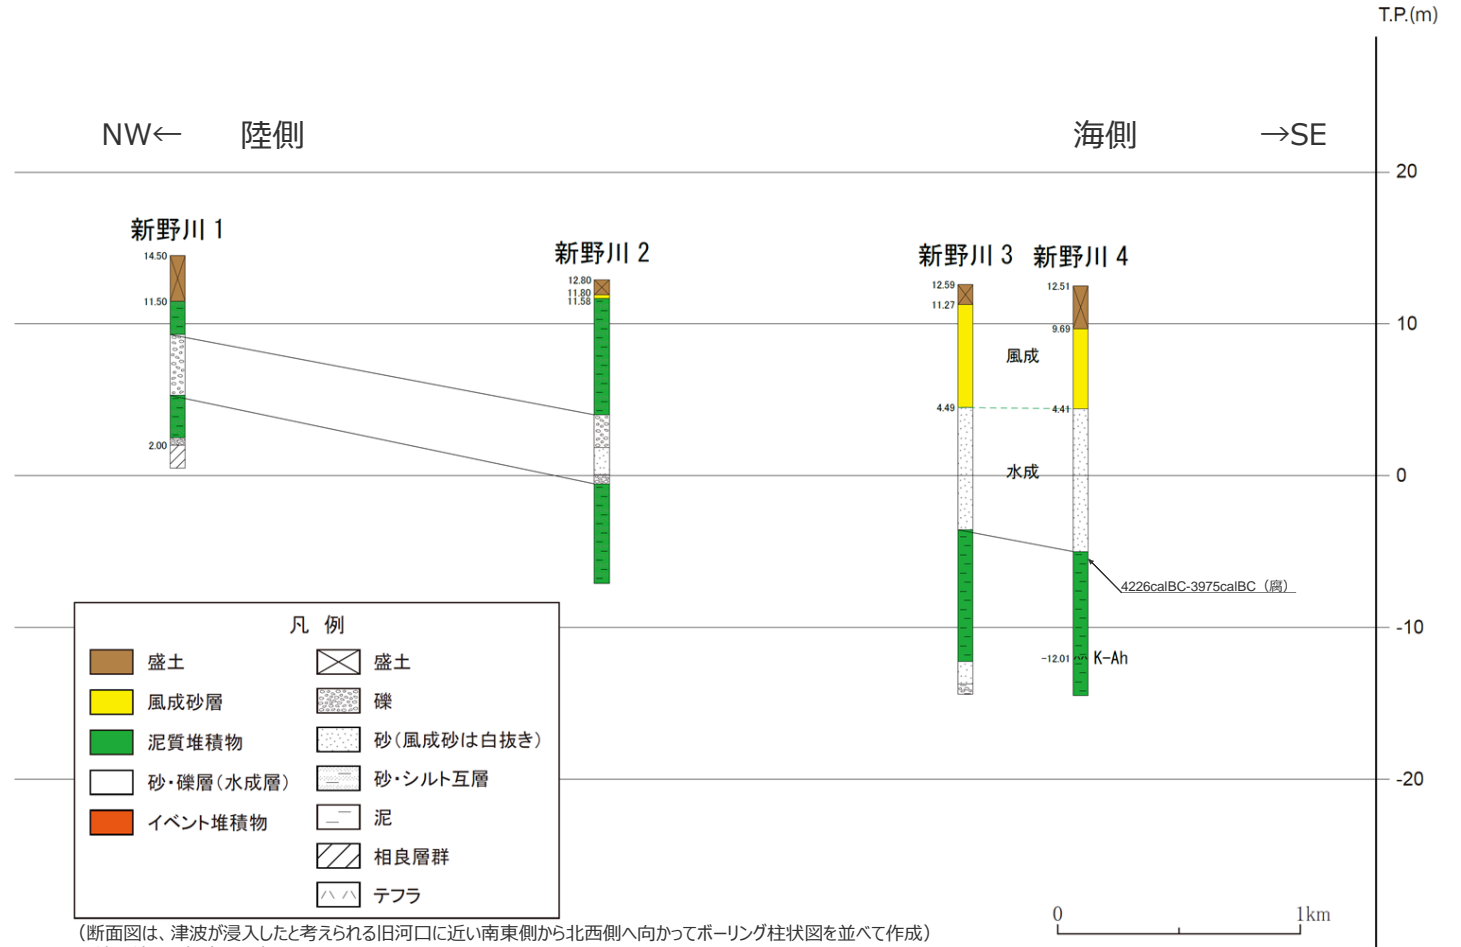 T.P.(m)
NW← 陸側 海側 →SE
20
新野川 1
新野川 2
新野川 3 新野川 4
14.50
11.50
2.00
12.80
11.80
11.58
12.59
11.27
4.49
12.51
9.69
4.41
10
風成
0
水成
4226calBC-3975calBC（腐）
-10
-12.01 K-Ah
-20
凡 例
盛土
風成砂層
泥質堆積物
砂・礫層(水成層)
イベント堆積物
盛土
礫
砂(風成砂は白抜き)
砂・シルト互層
泥
相良層群
テフラ
0 1km
（断面図は、津波が浸入したと考えられる旧河口に近い南東側から北西側へ向かってボーリング柱状図を並べて作成）